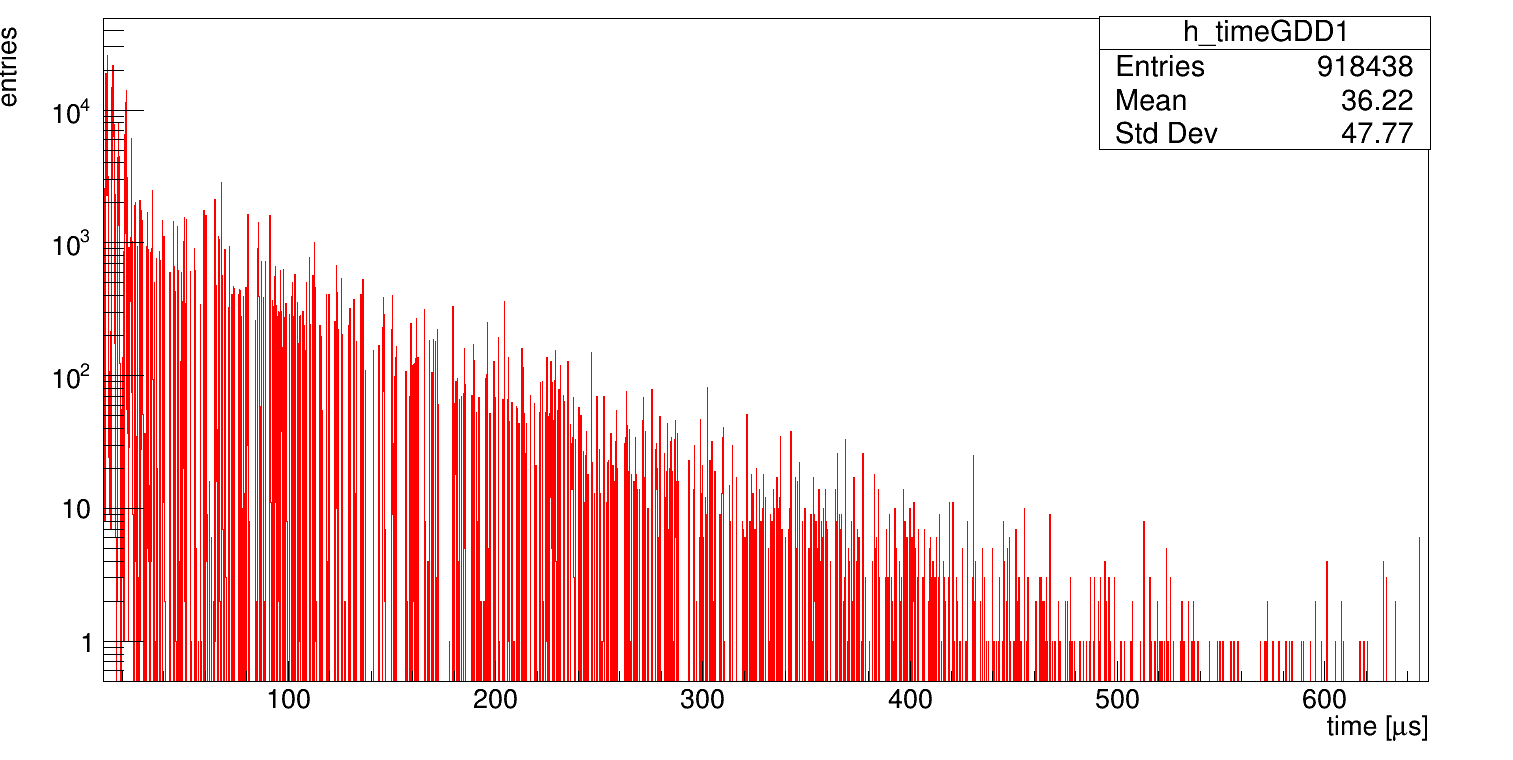 entries
h_timeGDD1
Entries 918438
Mean 36.22
Std Dev 47.77
10⁴
10³
10²
10
1
100 200 300 400 500 600
time [μs]